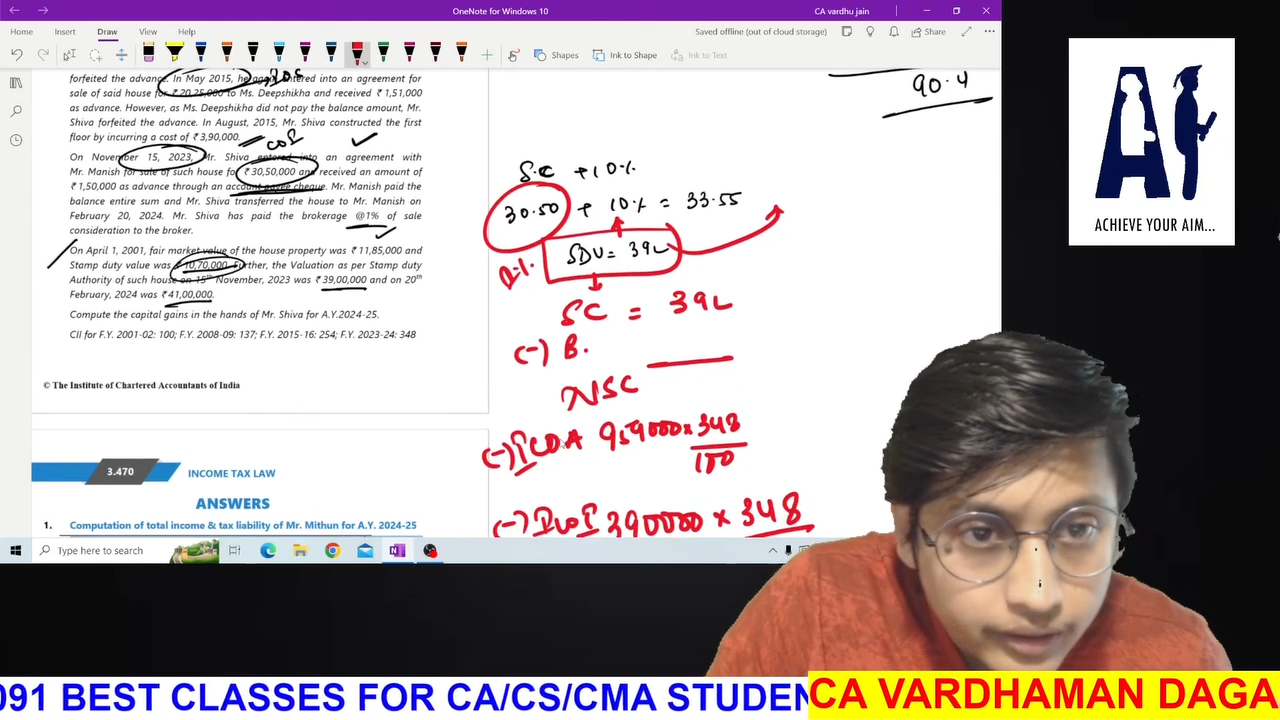 OneNote for Windows 10
CA vardhu jain
Home Insert Draw View Help
Saved offline (out of cloud storage)
Share
Shapes
Ink to Shape
Ink to Text
forfeited the advance. In May 2015, he again entered into an agreement for
sale of said house for ₹ 20,25,000 to Ms. Deepshikha and received ₹ 1,51,000
as advance. However, as Ms. Deepshikha did not pay the balance amount, Mr.
Shiva forfeited the advance. In August, 2015, Mr. Shiva constructed the first
floor by incurring a cost of ₹ 3,90,000.
COI
On November 15, 2023, Mr. Shiva entered into an agreement with
Mr. Manish for sale of such house for ₹ 30,50,000 and received an amount of
₹ 1,50,000 as advance through an account payee cheque. Mr. Manish paid the
balance entire sum and Mr. Shiva transferred the house to Mr. Manish on
February 20, 2024. Mr. Shiva has paid the brokerage @1% of sale
consideration to the broker.
On April 1, 2001, fair market value of the house property was ₹ 11,85,000 and
Stamp duty value was ₹ 10,70,000. Further, the Valuation as per Stamp duty
Authority of such house on 15th November, 2023 was ₹ 39,00,000 and on 20th
February, 2024 was ₹ 41,00,000.
Compute the capital gains in the hands of Mr. Shiva for A.Y.2024-25.
CII for F.Y. 2001-02: 100; F.Y. 2008-09: 137; F.Y. 2015-16: 254; F.Y. 2023-24: 348
© The Institute of Chartered Accountants of India
3.470 INCOME TAX LAW
ANSWERS
1. Computation of total income & tax liability of Mr. Mithun for A.Y. 2024-25
90.4
S.C +10%
30.50 + 10% = 33.55
SDV = 39L
SC = 39L
(-) B.
NSC
(-) ICOA 959000 x 348
100
(-) ICOI 390000 x 348
Type here to search
ACHIEVE YOUR AIM...
091 BEST CLASSES FOR CA/CS/CMA STUDEN
CA VARDHAMAN DAGA